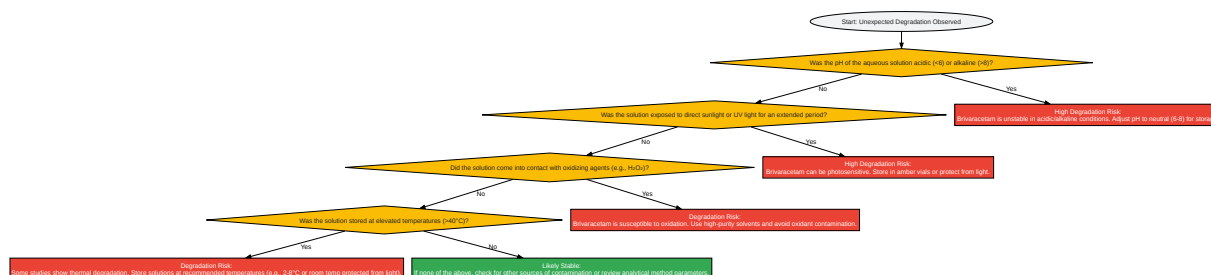 Start: Unexpected Degradation Observed
Was the pH of the aqueous solution acidic (<6) or alkaline (>8)?
No
Yes
Was the solution exposed to direct sunlight or UV light for an extended period?
High Degradation Risk:
Brivaracetam is unstable in acidic/alkaline conditions. Adjust pH to neutral (6-8) for
No
Yes
Did the solution come into contact with oxidizing agents (e.g., H₂O₂)?
High Degradation Risk:
Brivaracetam can be photosensitive. Store in amber vials or protect from light.
No
Yes
Was the solution stored at elevated temperatures (>40°C)?
Degradation Risk:
Brivaracetam is susceptible to oxidation. Use high-purity solvents and avoid oxidant contamination.
Yes
No
Degradation Risk:
Some studies show thermal degradation. Store solutions at recommended temperatures (e.g., 2-8°C or room temp protected from light).
Likely Stable:
If none of the above, check for other sources of contamination or review analytical method parameters.